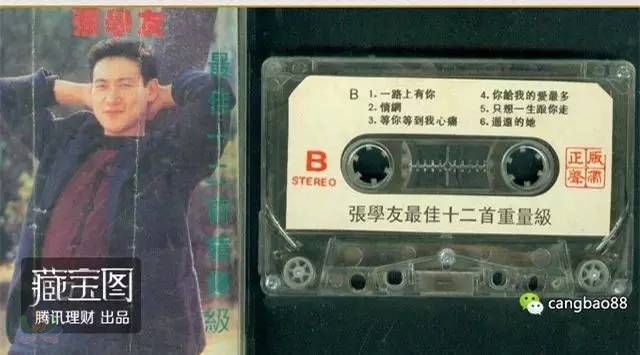 張學友
最佳十二首重量級
藏宝图
腾讯理财 出品
B
1.一路上有你
2.情網
3.等你等到我心痛
4.你給我的愛最多
5.只想一生跟你走
6.遥遠的她
B
STEREO
正版
聲
張學友最佳十二首重量級
cangbao88